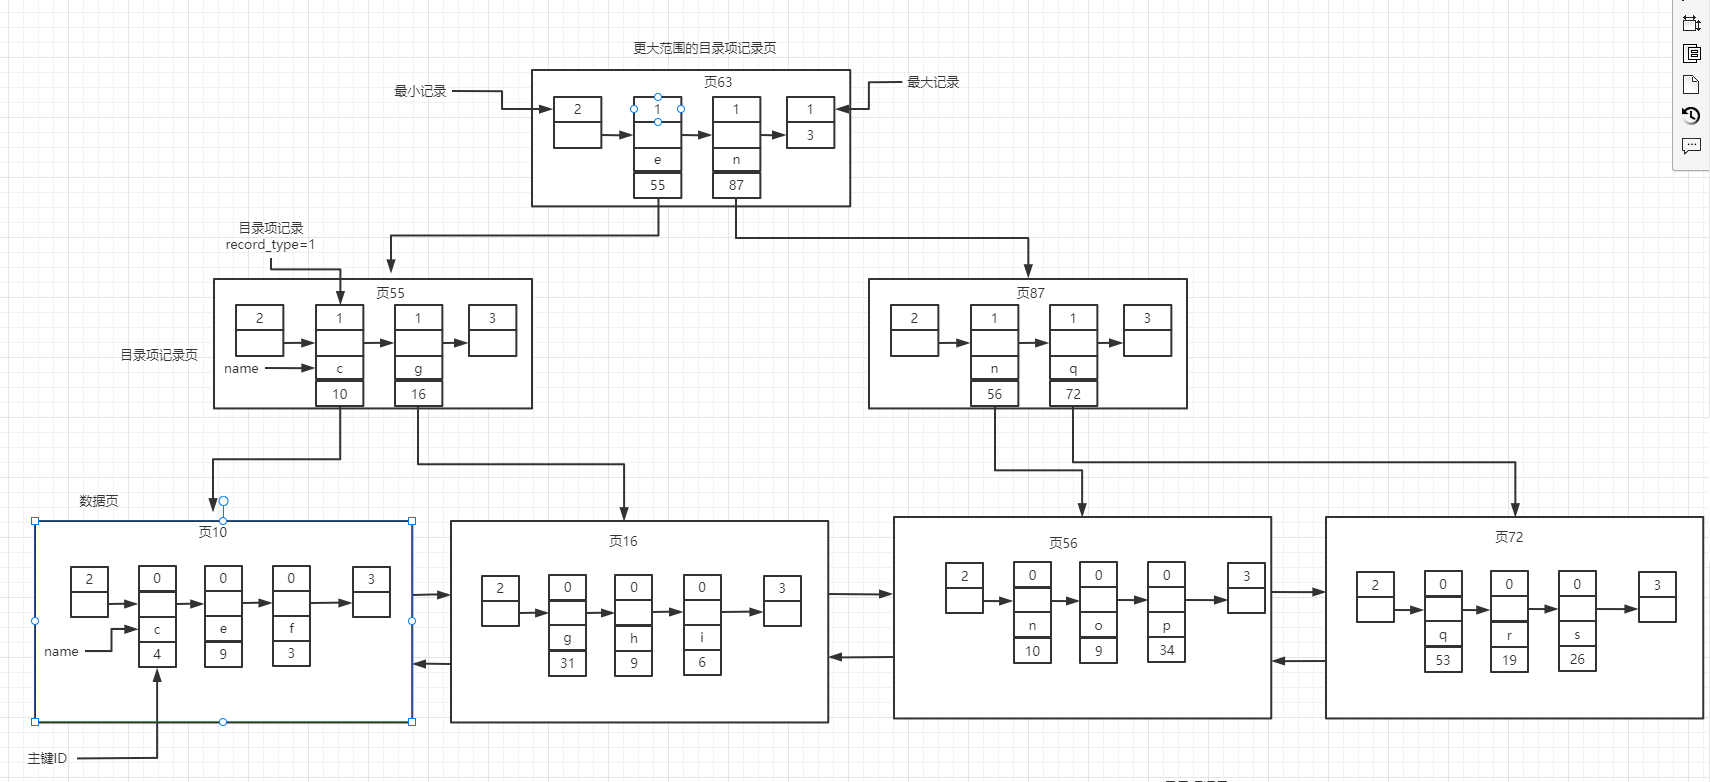 更大范围的目录项记录页
页63
最小记录
最大记录
2 1 1 1
3
e n
55 87
目录项记录
record_type=1
页55
2 1 1 3
目录项记录页
name c g
10 16
页87
2 1 1 3
n q
56 72
数据页
页10
2 0 0 0 3
name c e f
4 9 3
主键ID
页16
2 0 0 0 3
g h i
31 9 6
页56
2 0 0 0 3
n o p
10 9 34
页72
2 0 0 0 3
q r s
53 19 26